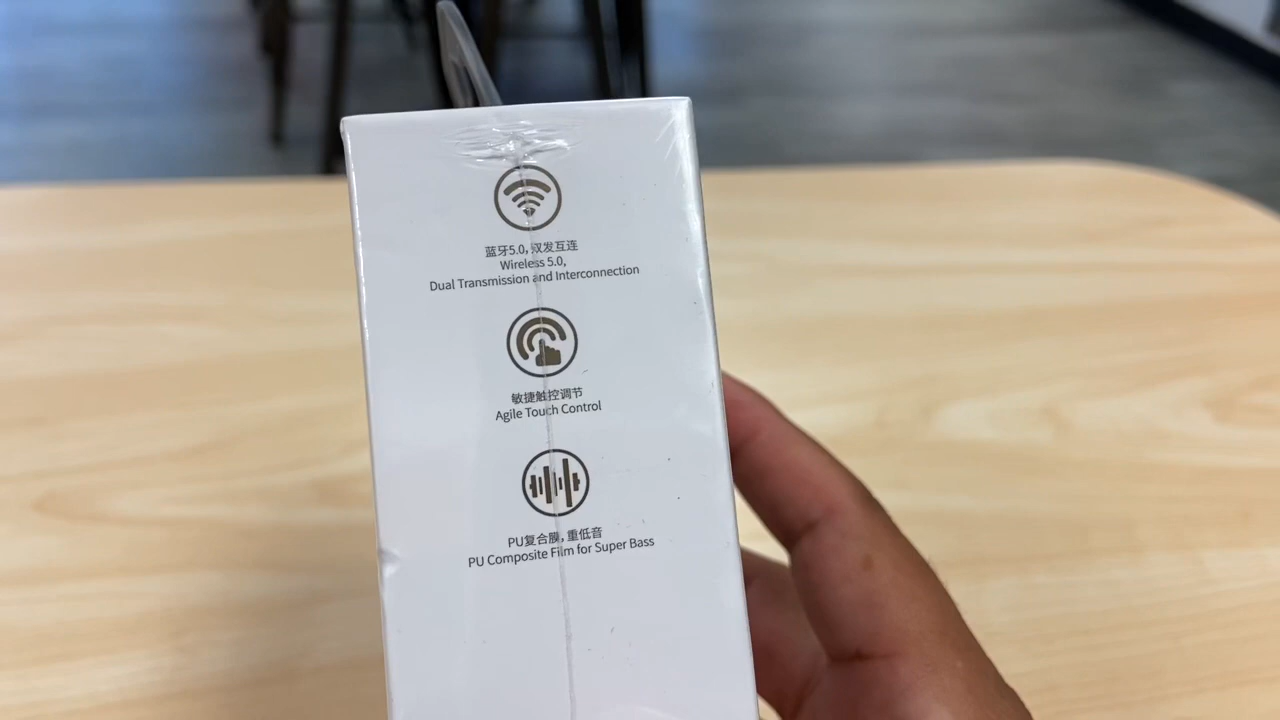 蓝牙5.0, 双发互连
Wireless 5.0,
Dual Transmission and Interconnection
敏捷触控调节
Agile Touch Control
PU复合膜, 重低音
PU Composite Film for Super Bass